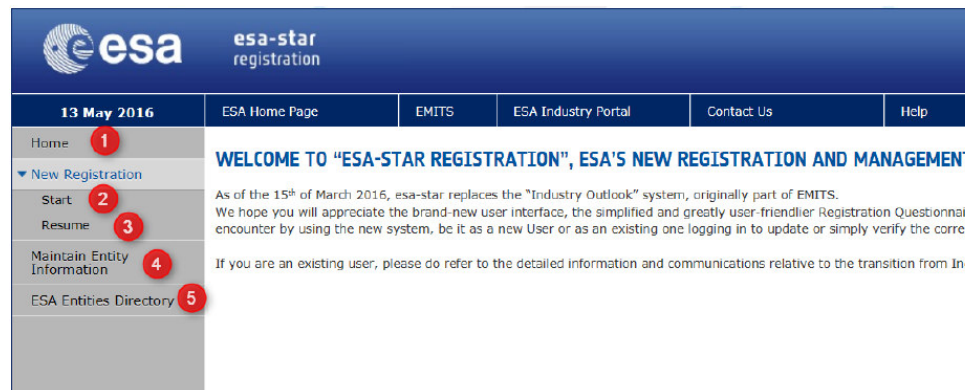 esa
esa-star
registration
13 May 2016
ESA Home Page
EMITS
ESA Industry Portal
Contact Us
Help
Home 1
New Registration
Start 2
Resume 3
Maintain Entity
Information 4
ESA Entities Directory 5
WELCOME TO “ESA-STAR REGISTRATION”, ESA’S NEW REGISTRATION AND MANAGEMENT
As of the 15th of March 2016, esa-star replaces the “Industry Outlook” system, originally part of EMITS.
We hope you will appreciate the brand-new user interface, the simplified and greatly user-friendlier Registration
encounter by using the new system, be it as a new User or as an existing one logging in to update or simply verify the
If you are an existing user, please do refer to the detailed information and communications relative to the transition from